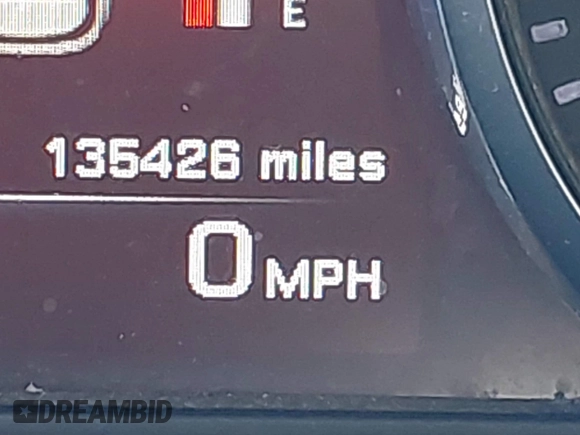 E
135426 miles
0 MPH
DREAMBID